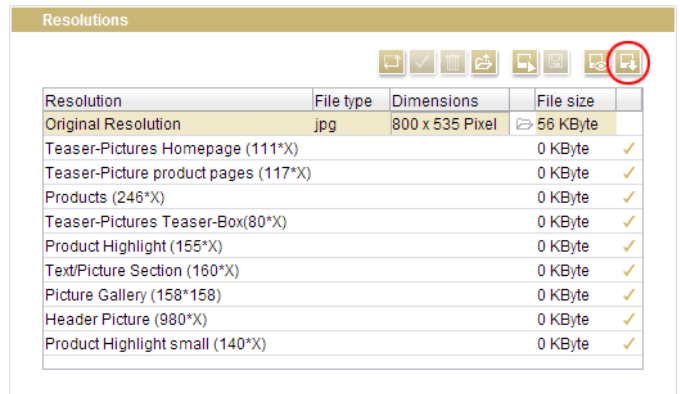 Resolutions
Resolution File type Dimensions File size
Original Resolution jpg 800 x 535 Pixel 56 KByte
Teaser-Pictures Homepage (111*X) 0 KByte
Teaser-Picture product pages (117*X) 0 KByte
Products (246*X) 0 KByte
Teaser-Pictures Teaser-Box(80*X) 0 KByte
Product Highlight (155*X) 0 KByte
Text/Picture Section (160*X) 0 KByte
Picture Gallery (158*158) 0 KByte
Header Picture (980*X) 0 KByte
Product Highlight small (140*X) 0 KByte